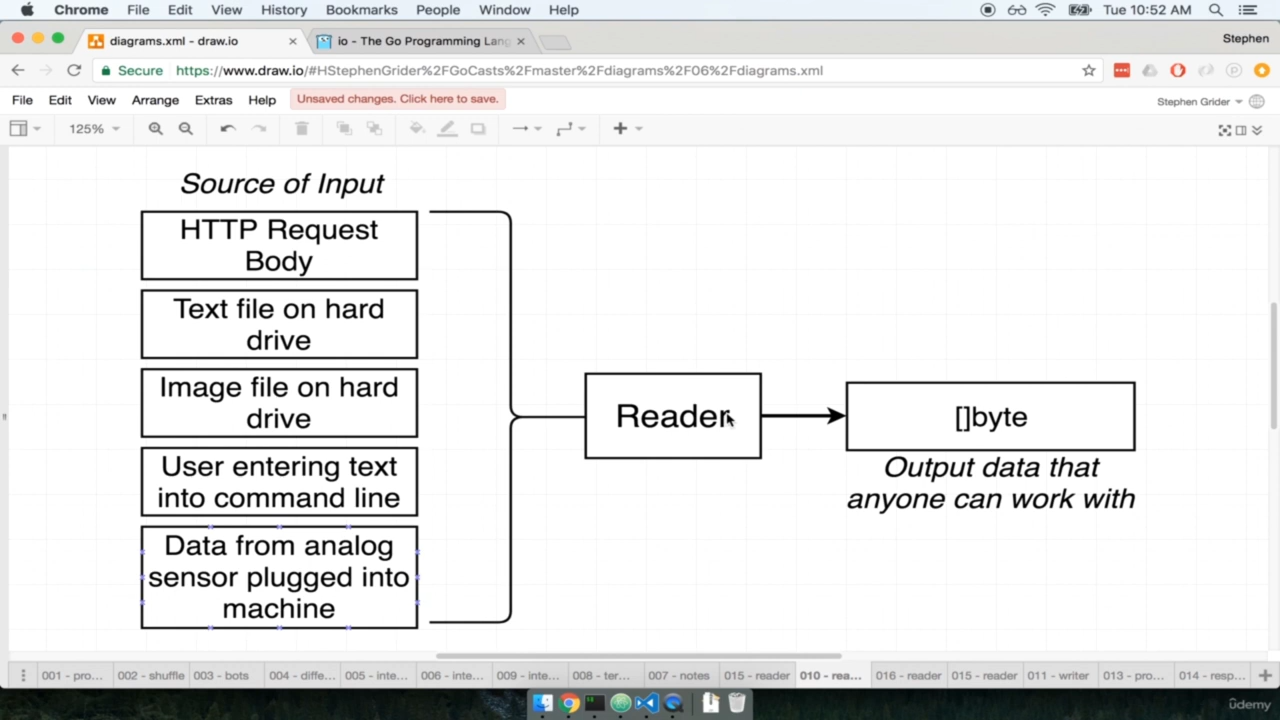 Chrome File Edit View History Bookmarks People Window Help Tue 10:52 AM
diagrams.xml - draw.io io - The Go Programming Lang Stephen
Secure https://www.draw.io/#HStephenGrider%2FGoCasts%2Fmaster%2Fdiagrams%2F06%2Fdiagrams.xml
File Edit View Arrange Extras Help Unsaved changes. Click here to save. Stephen Grider
125%
Source of Input
HTTP Request
Body
Text file on hard
drive
Image file on hard
drive
User entering text
into command line
Data from analog
sensor plugged into
machine
Reader
[]byte
Output data that
anyone can work with
001 - pro... 002 - shuffle 003 - bots 004 - diffe... 005 - inte... 006 - inte... 009 - inte... 008 - ter... 007 - notes 015 - reader 010 - rea... 016 - reader 015 - reader 011 - writer 013 - pro... 014 - resp...
ûdemy